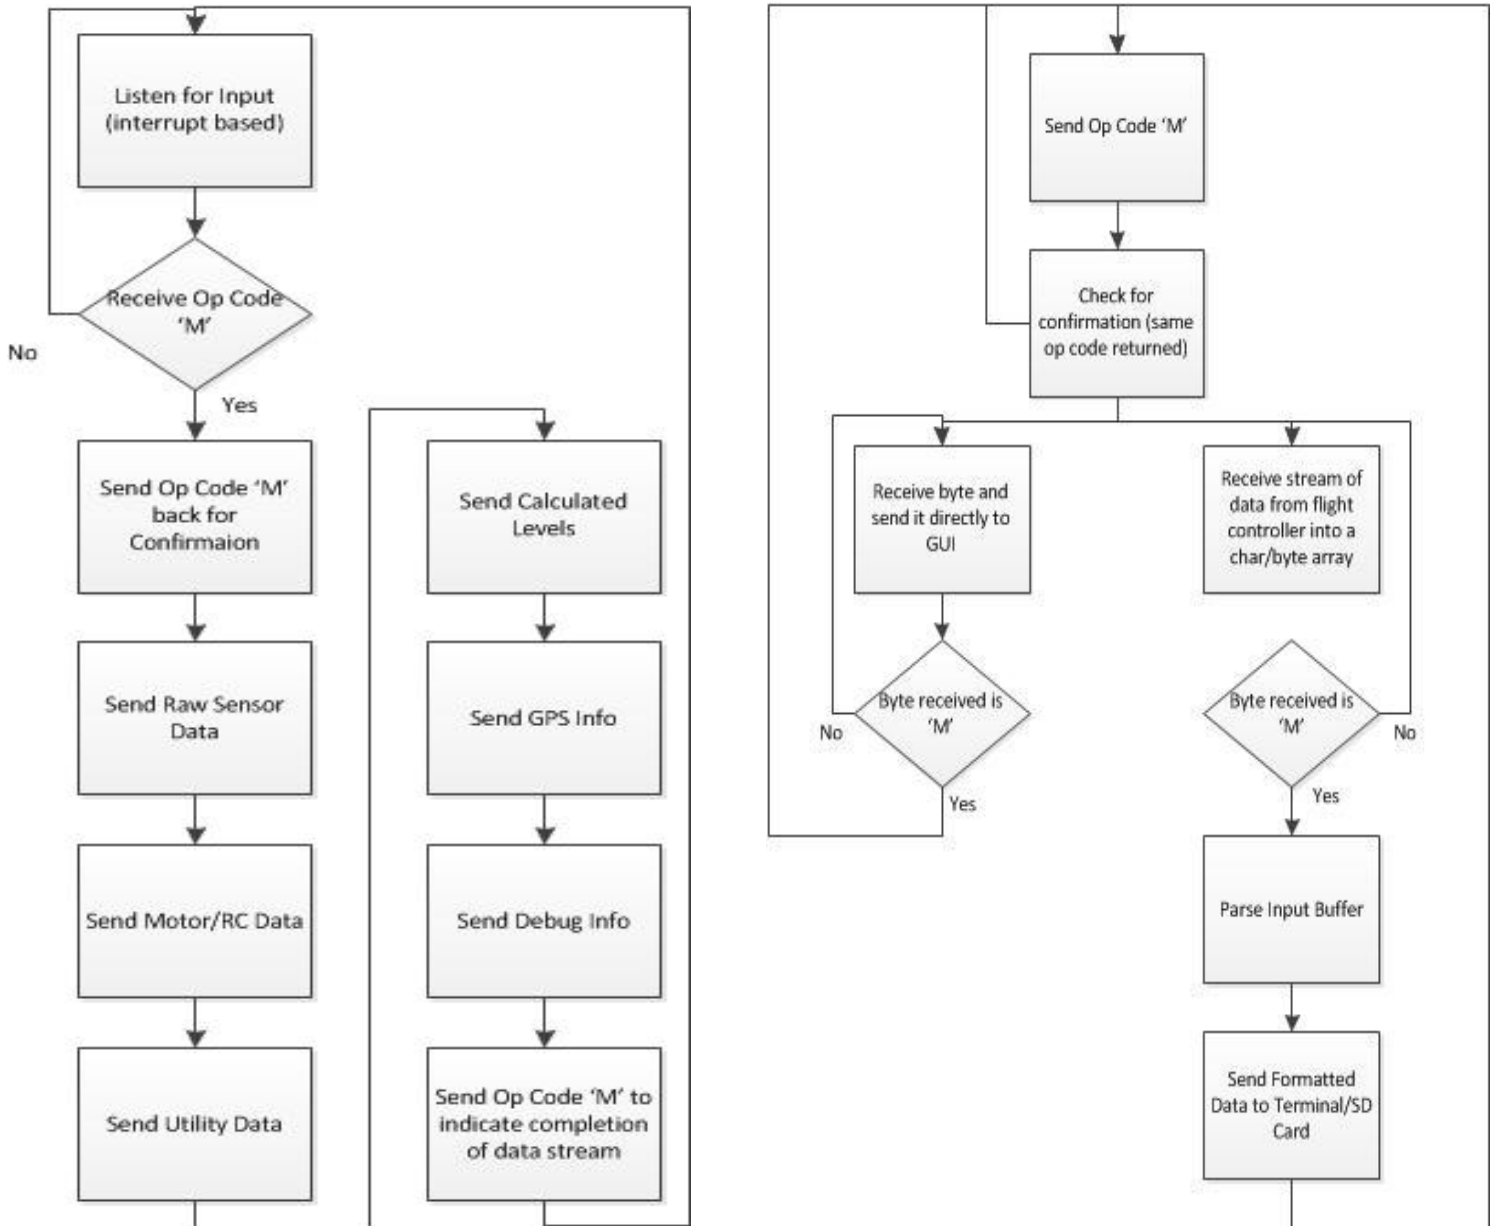 Listen for Input
(interrupt based)
Receive Op Code
‘M’
No
Yes
Send Op Code ‘M’
back for
Confirmaion
Send Raw Sensor
Data
Send Motor/RC Data
Send Utility Data
Send Calculated
Levels
Send GPS Info
Send Debug Info
Send Op Code ‘M’ to
indicate completion
of data stream
Send Op Code ‘M’
Check for
confirmation (same
op code returned)
Receive byte and
send it directly to
GUI
Byte received is
‘M’
No
Yes
Receive stream of
data from flight
controller into a
char/byte array
Byte received is
‘M’
No
Yes
Parse Input Buffer
Send Formatted
Data to Terminal/SD
Card